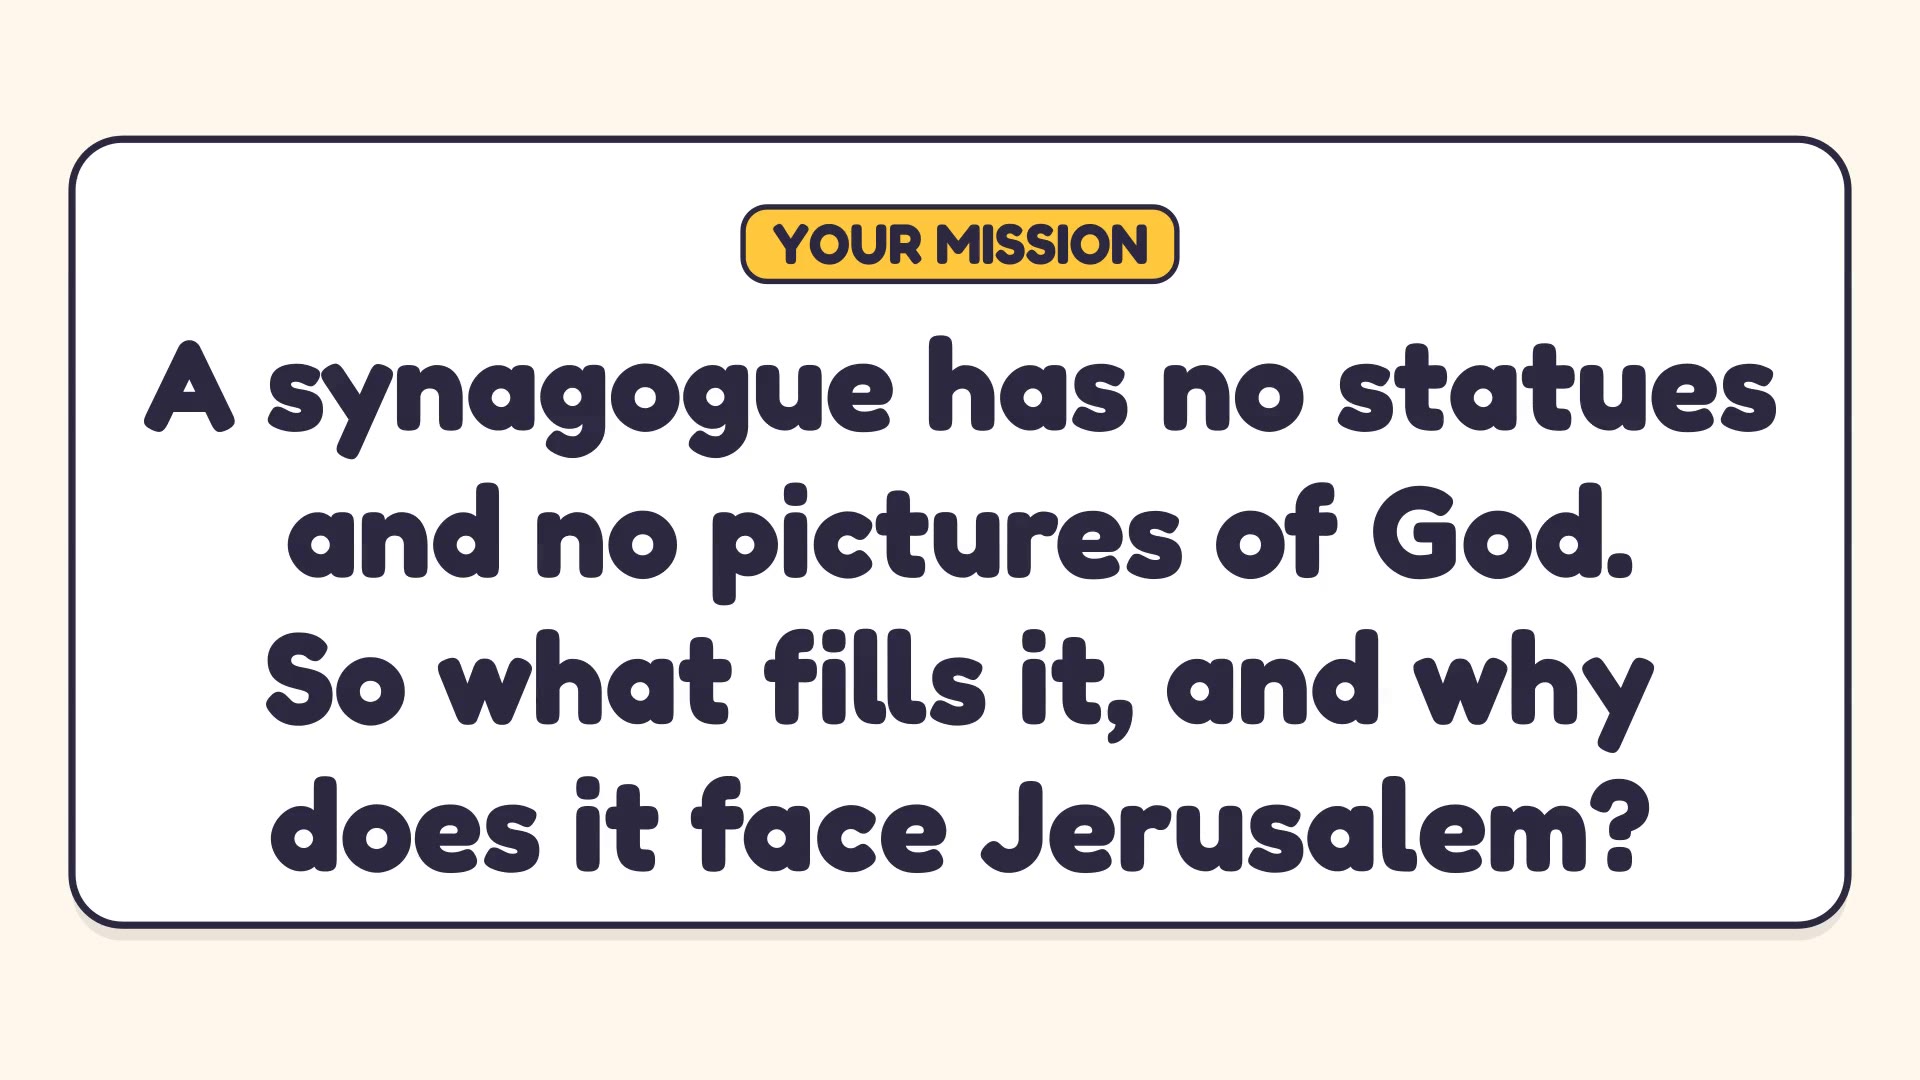 YOUR MISSION
A synagogue has no statues
and no pictures of God.
So what fills it, and why
does it face Jerusalem?